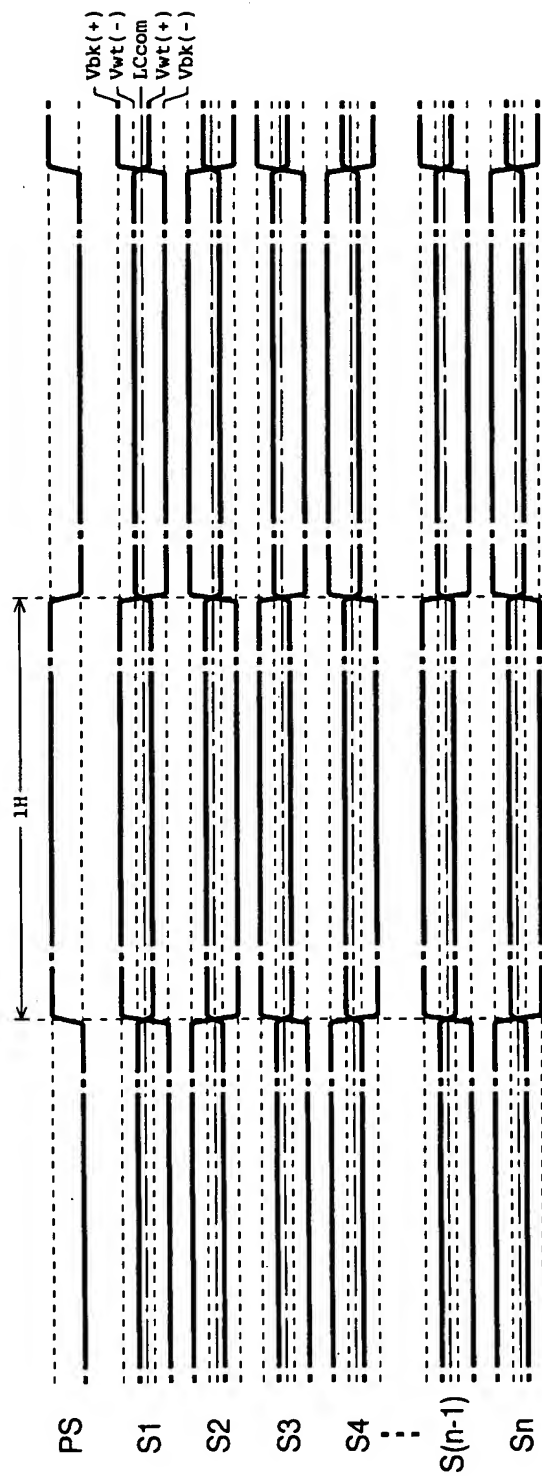 1H
Vbk(+)
Vwt(-)
LCcom
Vwt(+)
Vbk(-)
PS
S1
S2
S3
S4
S(n-1)
Sn